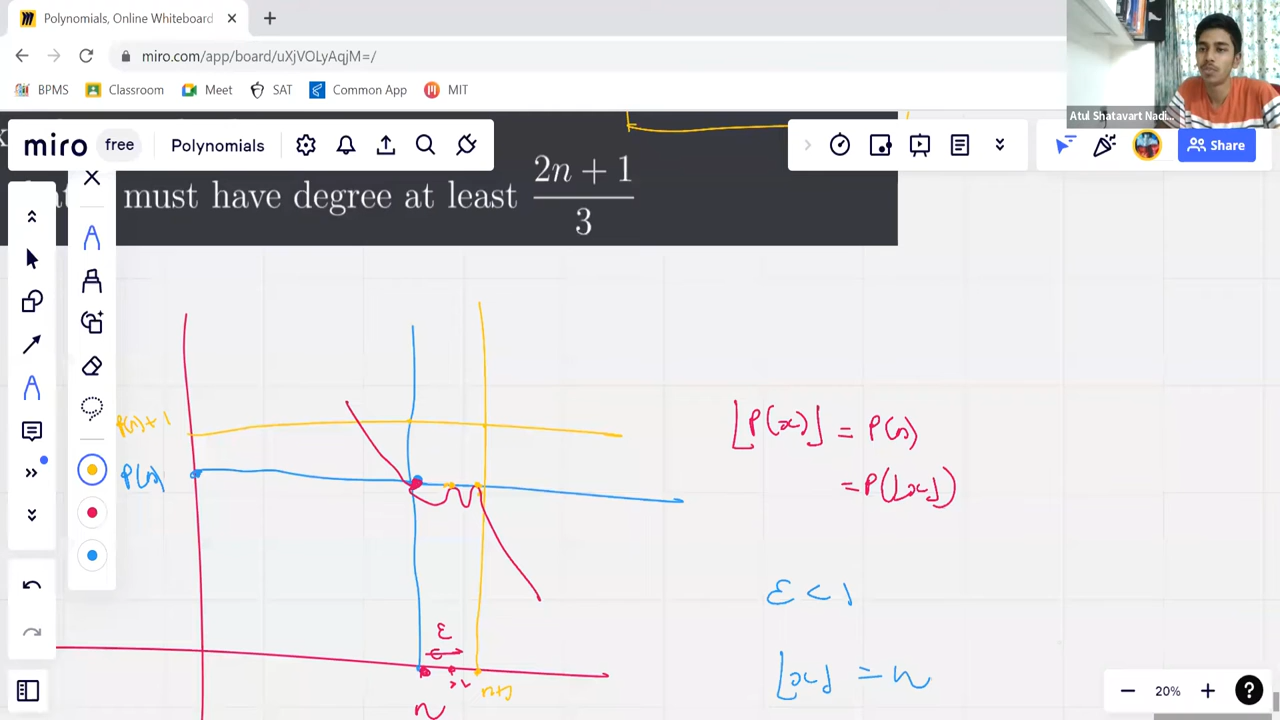 Polynomials, Online Whiteboard
miro.com/app/board/uXjVOLyAqjM=/
BPMS
Classroom
Meet
SAT
Common App
MIT
Atul Shatavart Nadi...
miro
free
Polynomials
Share
must have degree at least 2n + 1
3
P(n)+1
P(n)
⌊P(x)⌋ = P(n)
= P(⌊x⌋)
ε < 1
⌊x⌋ = n
ε
x
n+1
n
20%